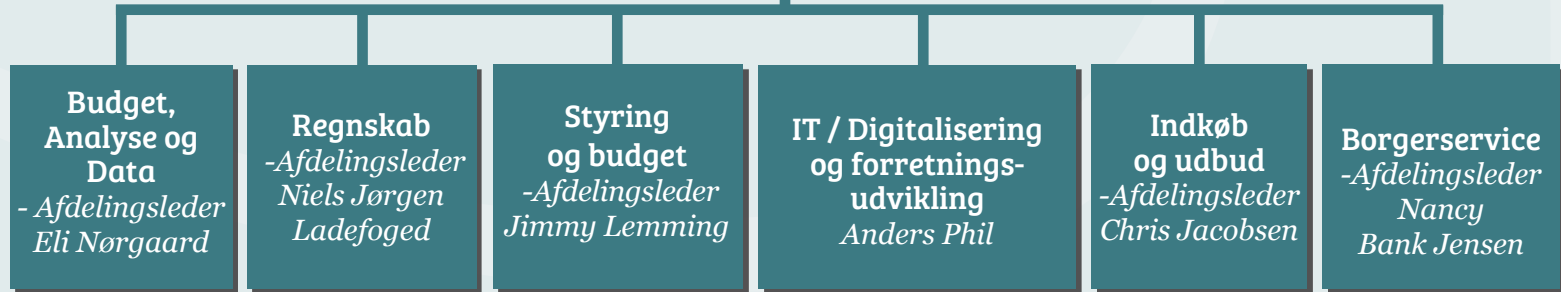 Budget,
Analyse og
Data
- Afdelingsleder
Eli Nørgaard
Regnskab
-Afdelingsleder
Niels Jørgen
Ladefoged
Styring
og budget
-Afdelingsleder
Jimmy Lemming
IT / Digitalisering
og forretnings-
udvikling
Anders Phil
Indkøb
og udbud
-Afdelingsleder
Chris Jacobsen
Borgerservice
-Afdelingsleder
Nancy
Bank Jensen